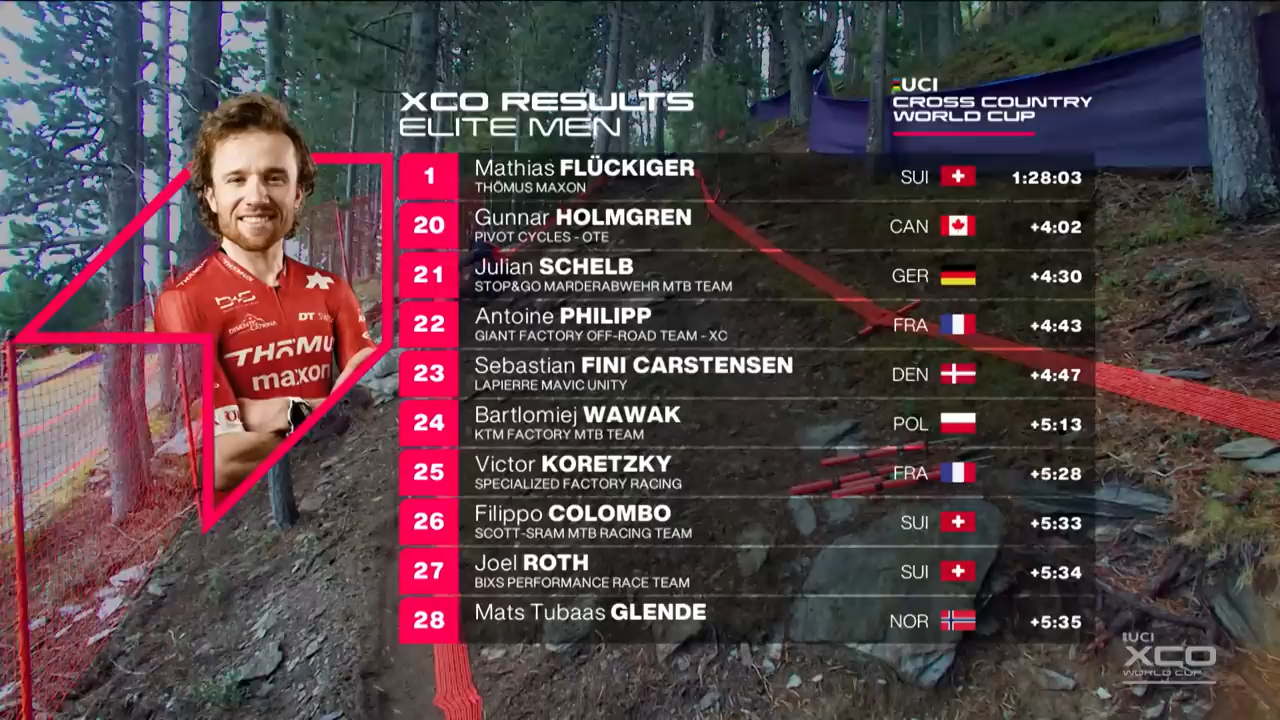 XCO RESULTS
ELITE MEN
UCI
CROSS COUNTRY
WORLD CUP
1 Mathias FLÜCKIGER SUI 1:28:03
THÖMUS MAXON
20 Gunnar HOLMGREN CAN +4:02
PIVOT CYCLES - OTE
21 Julian SCHELB GER +4:30
STOP&GO MARDERABWEHR MTB TEAM
22 Antoine PHILIPP FRA +4:43
GIANT FACTORY OFF-ROAD TEAM - XC
23 Sebastian FINI CARSTENSEN DEN +4:47
LAPIERRE MAVIC UNITY
24 Bartlomiej WAWAK POL +5:13
KTM FACTORY MTB TEAM
25 Victor KORETZKY FRA +5:28
SPECIALIZED FACTORY RACING
26 Filippo COLOMBO SUI +5:33
SCOTT-SRAM MTB RACING TEAM
27 Joel ROTH SUI +5:34
BIXS PERFORMANCE RACE TEAM
28 Mats Tubaas GLENDE NOR +5:35
DT
THÖMU
maxon
UCI
XCO
WORLD CUP